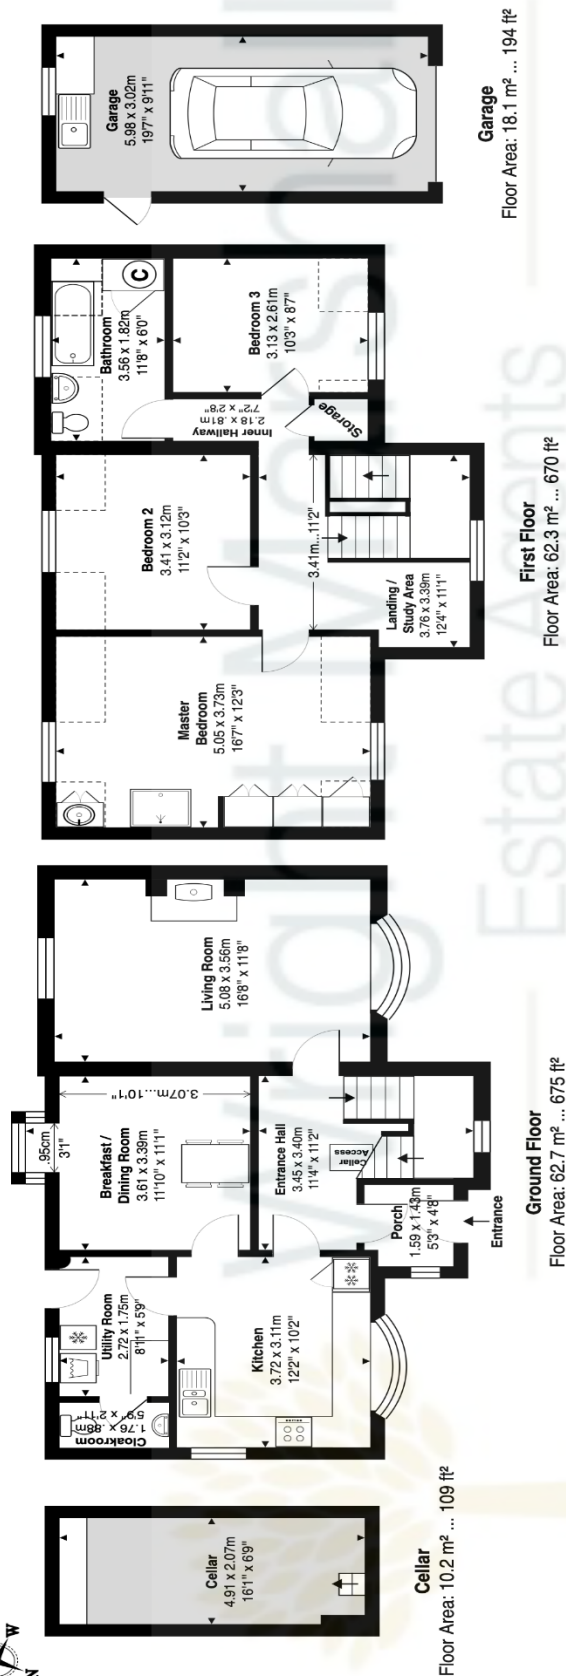 N
W
Cellar
4.91 x 2.07m
16'1" x 6'9"
Cellar
Floor Area: 10.2 m² ... 109 ft²
Cloakroom
1.76 x .88m
5'9" x 2'11"
Utility Room
2.72 x 1.75m
8'11" x 5'9"
Kitchen
3.72 x 3.11m
12'2" x 10'2"
.95cm
3'1"
Breakfast /
Dining Room
3.61 x 3.39m
11'10" x 11'1"
3.07m...10'1"
Entrance Hall
3.45 x 3.40m
11'4" x 11'2"
Cellar
Access
Porch
1.59 x 1.43m
5'3" x 4'8"
Entrance
Living Room
5.08 x 3.56m
16'8" x 11'8"
Ground Floor
Floor Area: 62.7 m² ... 675 ft²
Master
Bedroom
5.05 x 3.73m
16'7" x 12'3"
Bedroom 2
3.41 x 3.12m
11'2" x 10'3"
3.41m...11'2"
Landing /
Study Area
3.76 x 3.39m
12'4" x 11'1"
Bathroom
3.56 x 1.82m
11'8" x 6'0"
C
Inner Hallway
2.18 x .81m
7'2" x 2'8"
Storage
Bedroom 3
3.13 x 2.61m
10'3" x 8'7"
First Floor
Floor Area: 62.3 m² ... 670 ft²
Garage
5.98 x 3.02m
19'7" x 9'11"
Garage
Floor Area: 18.1 m² ... 194 ft²
Wright Marshall
Estate Agents